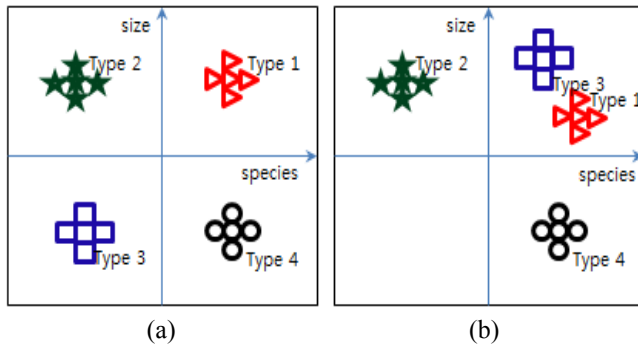 size
Type 2
Type 1
species
Type 3
Type 4
(a)
size
Type 2
Type 3
Type 1
species
Type 4
(b)